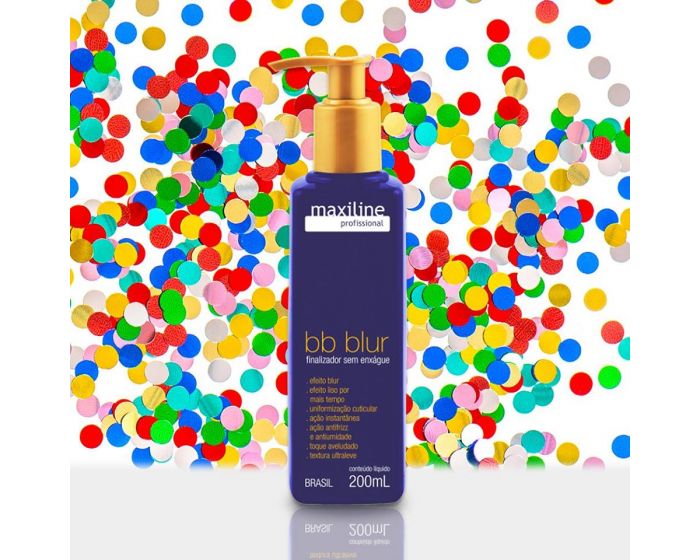 maxiline
profissional
bb blur
finalizador sem enxágue
. efeito blur
. efeito liso por
mais tempo
. uniformização cuticular
. ação instantânea
. ação antifrizz
e antiumidade
. toque aveludado
. textura ultraleve
conteúdo líquido
BRASIL 200mL